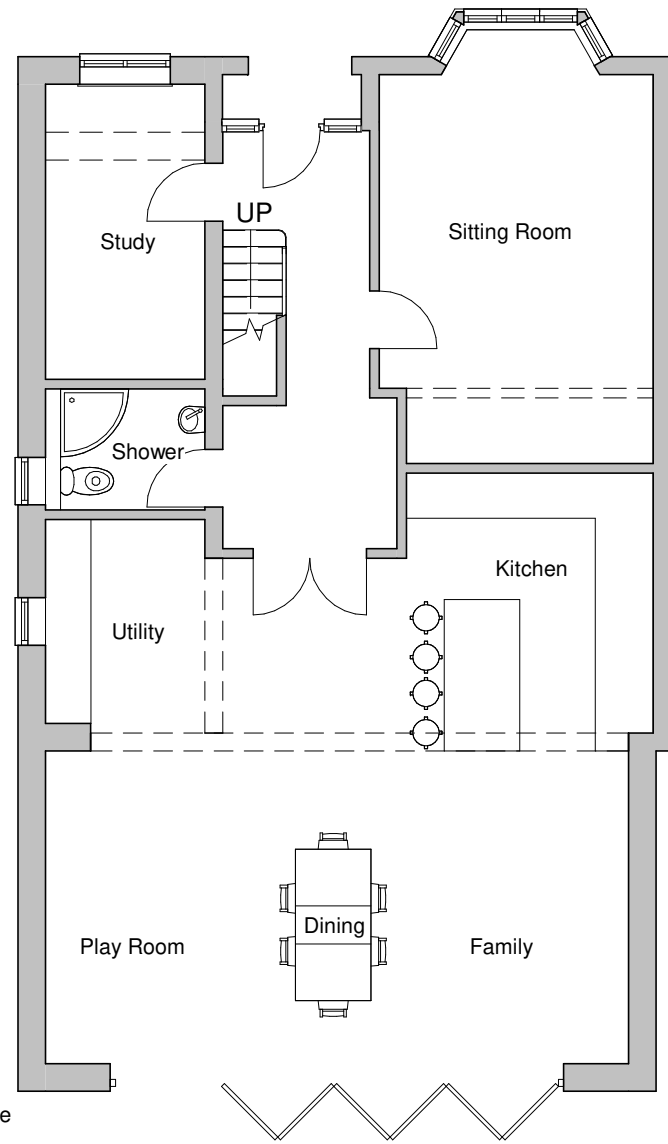 UP
Study
Sitting Room
Shower
Kitchen
Utility
Dining
Play Room
Family
e